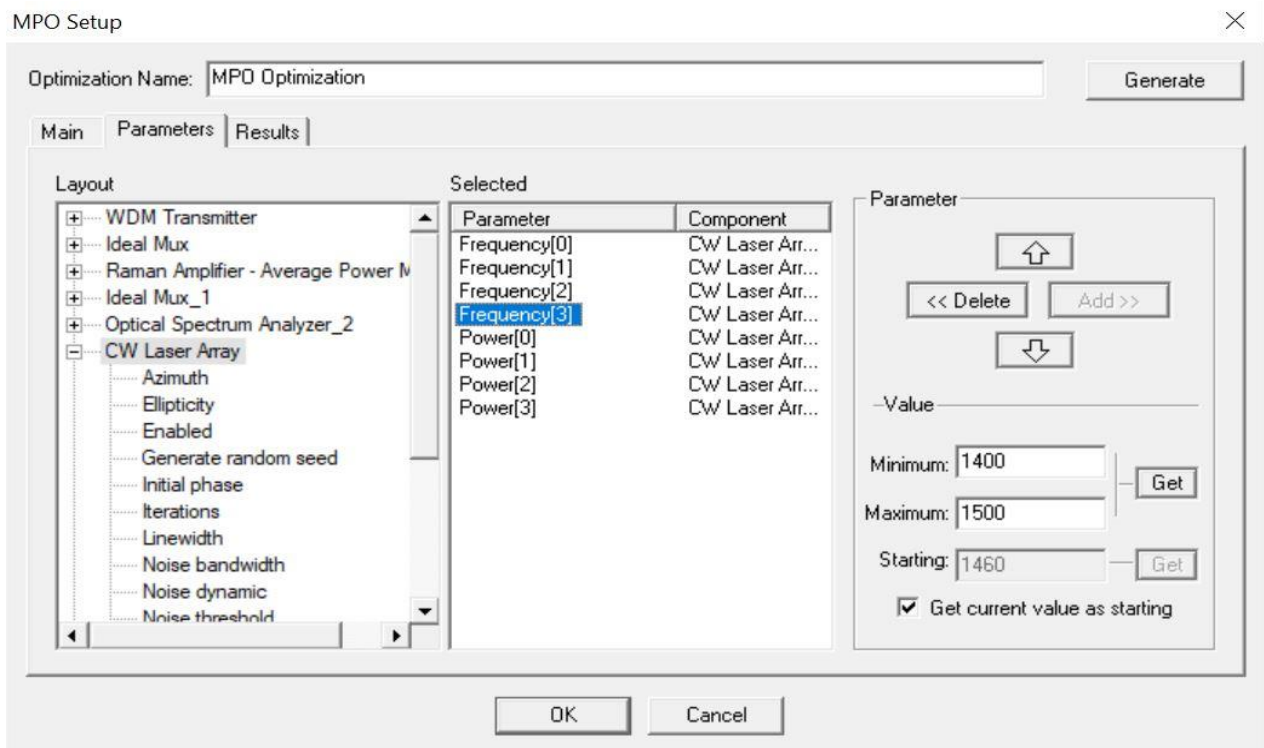 MPO Setup
Optimization Name: MPO Optimization
Generate
Main Parameters Results
Layout
WDM Transmitter
Ideal Mux
Raman Amplifier - Average Power M
Ideal Mux_1
Optical Spectrum Analyzer_2
CW Laser Array
Azimuth
Ellipticity
Enabled
Generate random seed
Initial phase
Iterations
Linewidth
Noise bandwidth
Noise dynamic
Noise threshold
Selected
Parameter Component
Frequency[0] CW Laser Arr...
Frequency[1] CW Laser Arr...
Frequency[2] CW Laser Arr...
Frequency[3] CW Laser Arr...
Power[0] CW Laser Arr...
Power[1] CW Laser Arr...
Power[2] CW Laser Arr...
Power[3] CW Laser Arr...
Parameter
<< Delete Add >>
Value
Minimum: 1400
Get
Maximum: 1500
Starting: 1460 Get
Get current value as starting
OK Cancel